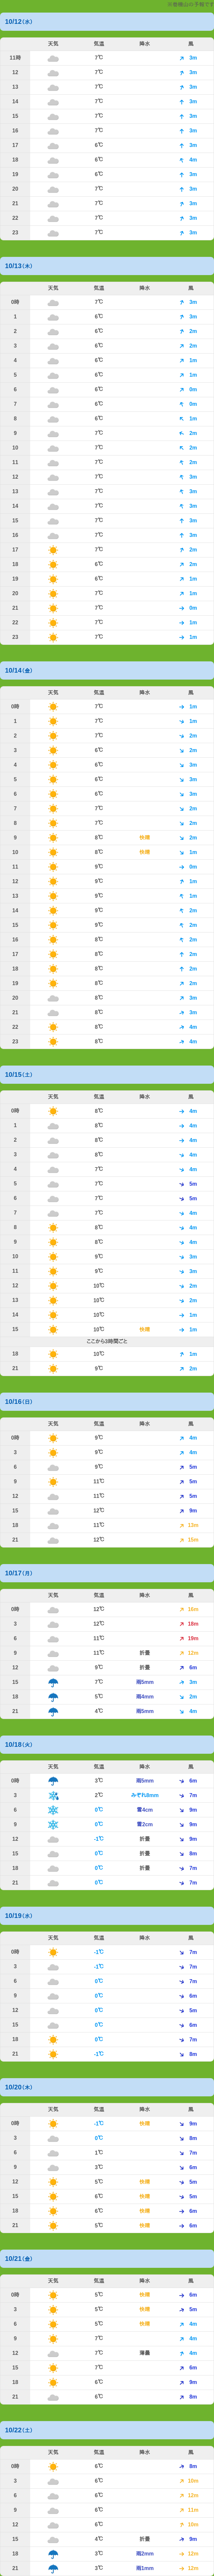 ※岩崎山の予報です
10/12(水)
天気 気温 降水 風
11時 7℃ 3m
12 7℃ 3m
13 7℃ 3m
14 7℃ 3m
15 7℃ 3m
16 7℃ 3m
17 6℃ 3m
18 6℃ 4m
19 6℃ 3m
20 7℃ 3m
21 7℃ 3m
22 7℃ 3m
23 7℃ 3m
10/13(木)
天気 気温 降水 風
0時 7℃ 3m
1 6℃ 3m
2 6℃ 2m
3 6℃ 2m
4 6℃ 1m
5 6℃ 1m
6 6℃ 0m
7 6℃ 0m
8 6℃ 1m
9 7℃ 2m
10 7℃ 2m
11 7℃ 2m
12 7℃ 3m
13 7℃ 3m
14 7℃ 3m
15 7℃ 3m
16 7℃ 3m
17 7℃ 2m
18 6℃ 2m
19 6℃ 1m
20 7℃ 1m
21 7℃ 0m
22 7℃ 1m
23 7℃ 1m
10/14(金)
天気 気温 降水 風
0時 7℃ 1m
1 7℃ 1m
2 7℃ 2m
3 6℃ 2m
4 6℃ 3m
5 6℃ 3m
6 6℃ 3m
7 7℃ 2m
8 7℃ 2m
9 8℃ 快晴 2m
10 8℃ 快晴 1m
11 9℃ 0m
12 9℃ 1m
13 9℃ 1m
14 9℃ 2m
15 9℃ 2m
16 8℃ 2m
17 8℃ 2m
18 8℃ 2m
19 8℃ 2m
20 8℃ 3m
21 8℃ 3m
22 8℃ 4m
23 8℃ 4m
10/15(土)
天気 気温 降水 風
0時 8℃ 4m
1 8℃ 4m
2 8℃ 4m
3 8℃ 4m
4 7℃ 4m
5 7℃ 5m
6 7℃ 5m
7 7℃ 4m
8 8℃ 4m
9 8℃ 4m
10 9℃ 3m
11 9℃ 3m
12 10℃ 2m
13 10℃ 2m
14 10℃ 1m
15 10℃ 快晴 1m
ここから3時間ごと
18 10℃ 1m
21 9℃ 2m
10/16(日)
天気 気温 降水 風
0時 9℃ 4m
3 9℃ 4m
6 9℃ 5m
9 11℃ 5m
12 11℃ 5m
15 12℃ 9m
18 11℃ 13m
21 12℃ 15m
10/17(月)
天気 気温 降水 風
0時 12℃ 16m
3 12℃ 18m
6 11℃ 19m
9 11℃ 折曇 12m
12 9℃ 折曇 6m
15 7℃ 雨5mm 3m
18 5℃ 雨4mm 2m
21 4℃ 雨5mm 4m
10/18(火)
天気 気温 降水 風
0時 3℃ 雨5mm 6m
3 2℃ みぞれ8mm 7m
6 0℃ 雪4cm 9m
9 0℃ 雪2cm 9m
12 -1℃ 折曇 9m
15 0℃ 折曇 8m
18 0℃ 折曇 7m
21 0℃ 7m
10/19(水)
天気 気温 降水 風
0時 -1℃ 7m
3 -1℃ 7m
6 0℃ 7m
9 0℃ 6m
12 0℃ 5m
15 0℃ 6m
18 0℃ 7m
21 -1℃ 8m
10/20(木)
天気 気温 降水 風
0時 -1℃ 快晴 9m
3 0℃ 8m
6 1℃ 7m
9 3℃ 6m
12 5℃ 快晴 5m
15 6℃ 快晴 5m
18 6℃ 快晴 6m
21 5℃ 快晴 6m
10/21(金)
天気 気温 降水 風
0時 5℃ 快晴 6m
3 5℃ 快晴 5m
6 5℃ 快晴 4m
9 7℃ 4m
12 7℃ 薄曇 4m
15 7℃ 6m
18 6℃ 9m
21 6℃ 8m
10/22(土)
天気 気温 降水 風
0時 6℃ 8m
3 6℃ 10m
6 6℃ 12m
9 6℃ 11m
12 6℃ 10m
15 4℃ 折曇 9m
18 3℃ 雨2mm 12m
21 3℃ 雨1mm 12m